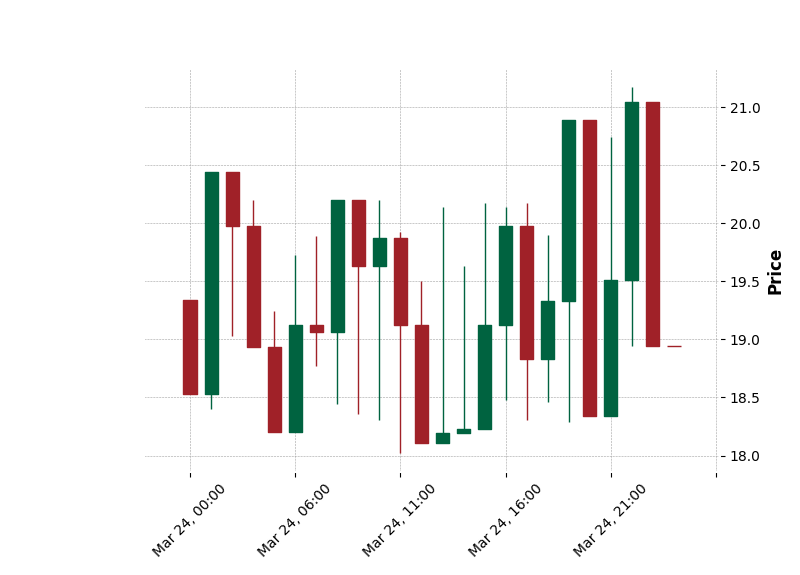 21.0
20.5
20.0
19.5
19.0
18.5
18.0
Price
Mar 24, 00:00
Mar 24, 06:00
Mar 24, 11:00
Mar 24, 16:00
Mar 24, 21:00